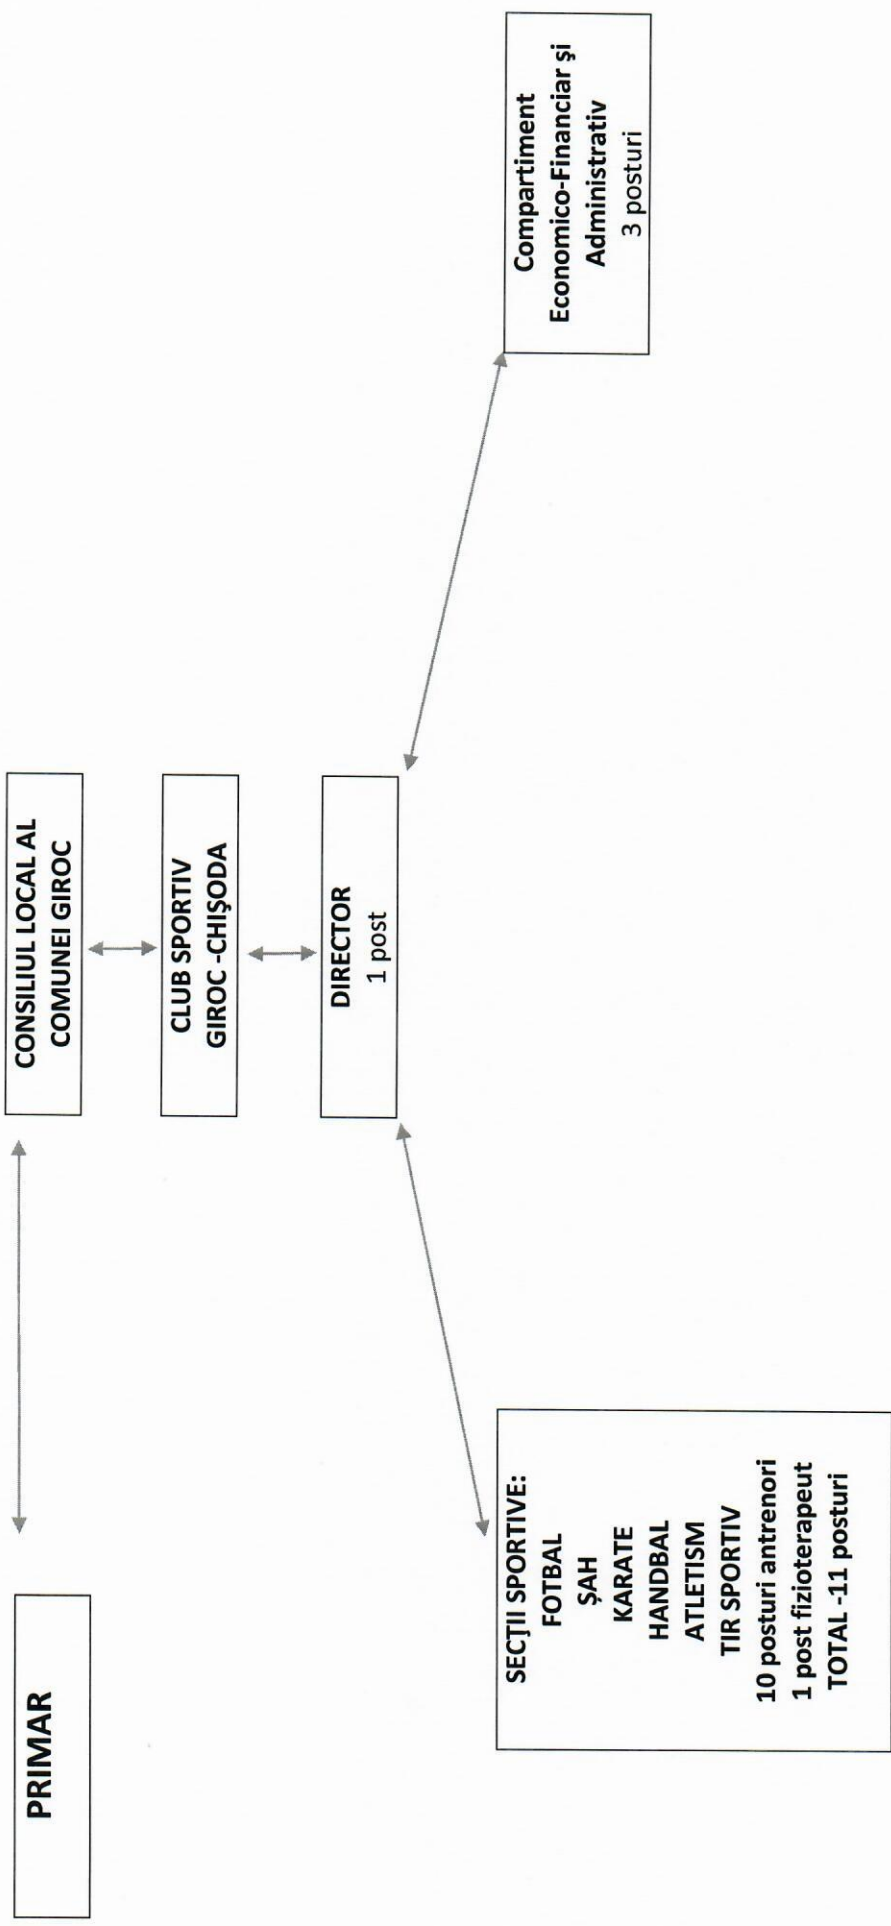 PRIMAR
CONSILIUL LOCAL AL
COMUNEI GIROC
CLUB SPORTIV
GIROC -CHIŞODA
DIRECTOR
1 post
SECŢII SPORTIVE:
FOTBAL
ŞAH
KARATE
HANDBAL
ATLETISM
TIR SPORTIV
10 posturi antrenori
1 post fizioterapeut
TOTAL -11 posturi
Compartiment
Economico-Financiar şi
Administrativ
3 posturi